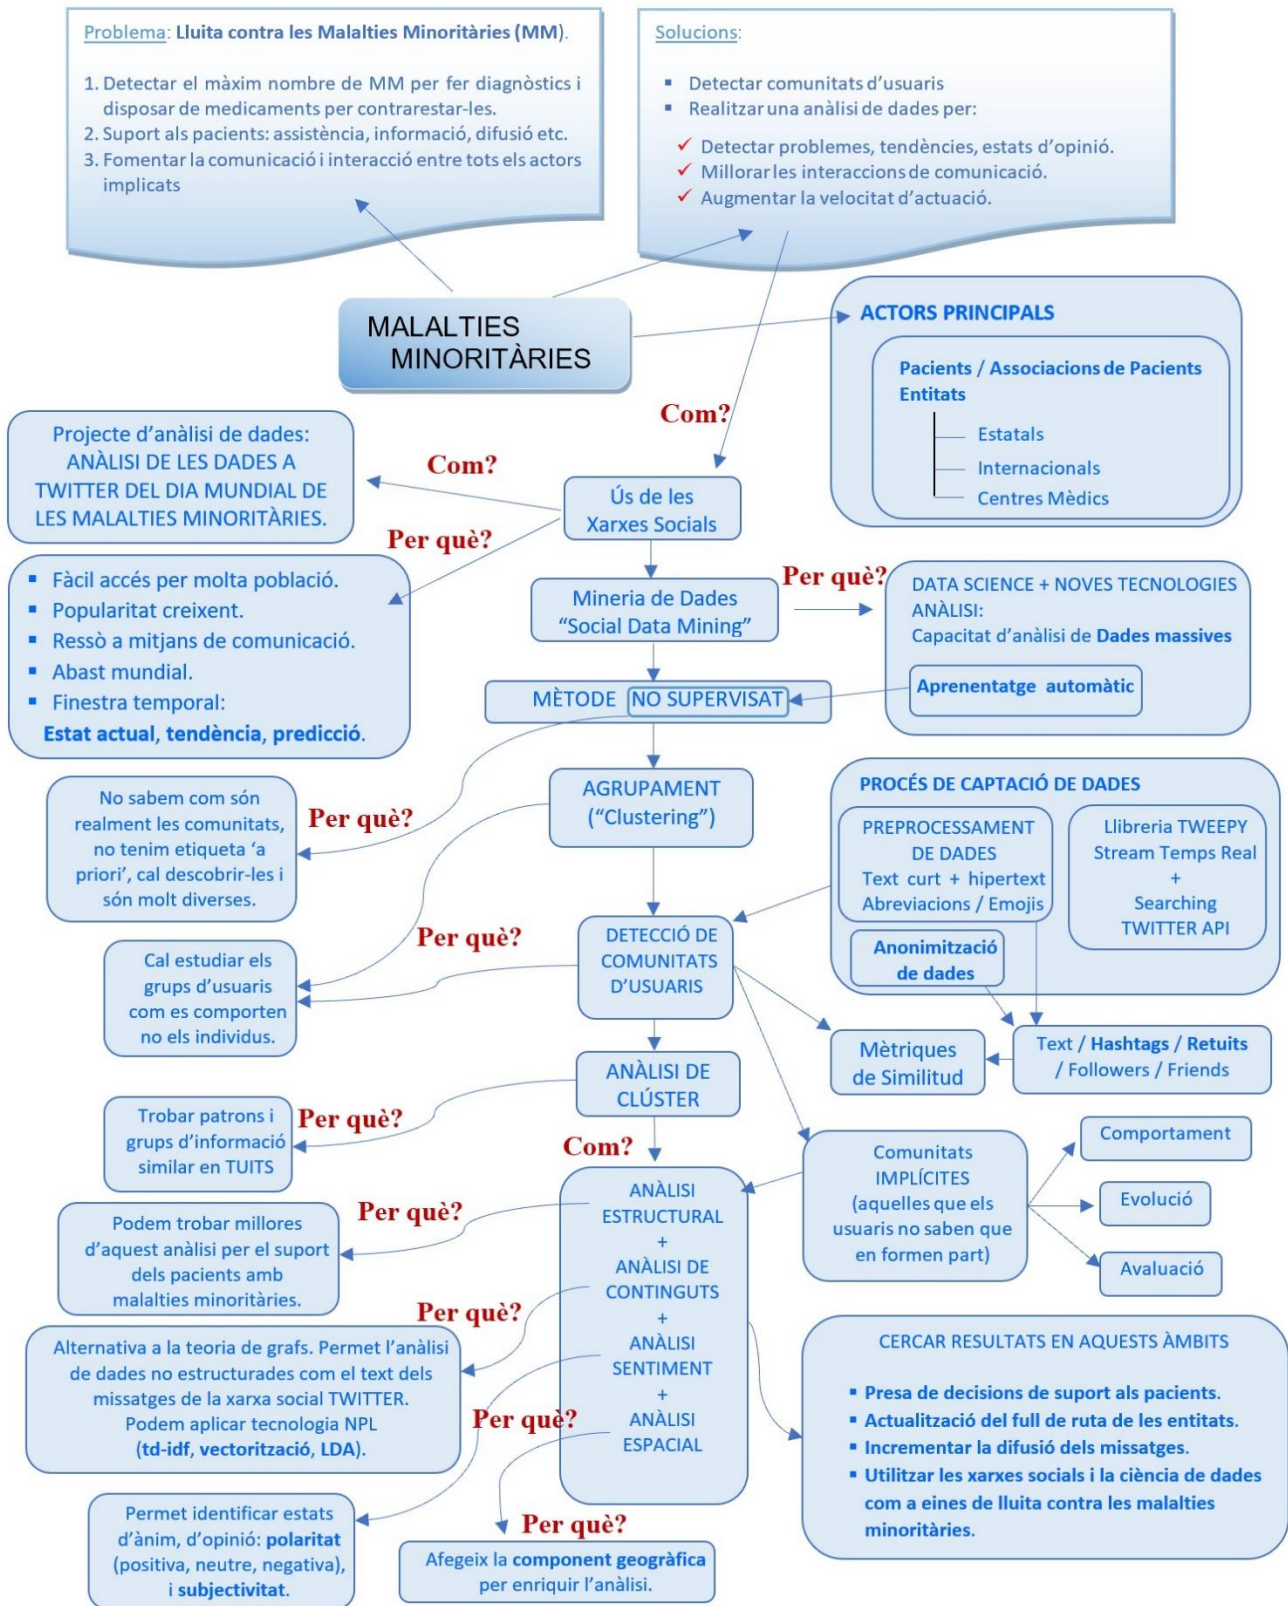 Problema: Lluita contra les Malalties Minoritàries (MM).
1. Detectar el màxim nombre de MM per fer diagnòstics i
disposar de medicaments per contrarestar-les.
2. Suport als pacients: assistència, informació, difusió etc.
3. Fomentar la comunicació i interacció entre tots els actors
implicats
Solucions:
▪ Detectar comunitats d’usuaris
▪ Realitzar una anàlisi de dades per:
✓ Detectar problemes, tendències, estats d’opinió.
✓ Millorar les interaccions de comunicació.
✓ Augmentar la velocitat d’actuació.
MALALTIES
MINORITÀRIES
ACTORS PRINCIPALS
Pacients / Associacions de Pacients
Entitats
Estatals
Internacionals
Centres Mèdics
Com?
Projecte d’anàlisi de dades:
ANÀLISI DE LES DADES A
TWITTER DEL DIA MUNDIAL DE
LES MALALTIES MINORITÀRIES.
Com?
Ús de les
Xarxes Socials
Per què?
▪ Fàcil accés per molta població.
▪ Popularitat creixent.
▪ Ressò a mitjans de comunicació.
▪ Abast mundial.
▪ Finestra temporal:
Estat actual, tendència, predicció.
Mineria de Dades
“Social Data Mining”
Per què?
DATA SCIENCE + NOVES TECNOLOGIES
ANÀLISI:
Capacitat d’anàlisi de Dades massives
Aprenentatge automàtic
MÈTODE NO SUPERVISAT
No sabem com són
realment les comunitats,
no tenim etiqueta ‘a
priori’, cal descobrir-les i
són molt diverses.
Per què?
AGRUPAMENT
(“Clustering”)
PROCÉS DE CAPTACIÓ DE DADES
PREPROCESSAMENT
DE DADES
Text curt + hipertext
Abreviacions / Emojis
Llibreria TWEEPY
Stream Temps Real
+
Searching
TWITTER API
Anonimització
de dades
Per què?
Cal estudiar els
grups d’usuaris
com es comporten
no els individus.
DETECCIÓ DE
COMUNITATS
D’USUARIS
Mètriques
de Similitud
Text / Hashtags / Retuits
/ Followers / Friends
ANÀLISI DE
CLÚSTER
Per què?
Trobar patrons i
grups d’informació
similar en TUITS
Com?
Comunitats
IMPLÍCITES
(aquelles que els
usuaris no saben que
en formen part)
Comportament
Evolució
Avaluació
ANÀLISI
ESTRUCTURAL
+
ANÀLISI DE
CONTINGUTS
+
ANÀLISI
SENTIMENT
+
ANÀLISI
ESPACIAL
Per què?
Podem trobar millores
d’aquest anàlisi per el suport
dels pacients amb
malalties minoritàries.
Per què?
Alternativa a la teoria de grafs. Permet l’anàlisi
de dades no estructurades com el text dels
missatges de la xarxa social TWITTER.
Podem aplicar tecnologia NPL
(td-idf, vectorització, LDA).
Per què?
Permet identificar estats
d’ànim, d’opinió: polaritat
(positiva, neutre, negativa),
i subjectivitat.
Per què?
Afegeix la component geogràfica
per enriquir l’anàlisi.
CERCAR RESULTATS EN AQUESTS ÀMBITS
▪ Presa de decisions de suport als pacients.
▪ Actualització del full de ruta de les entitats.
▪ Incrementar la difusió dels missatges.
▪ Utilitzar les xarxes socials i la ciència de dades
com a eines de lluita contra les malalties
minoritàries.